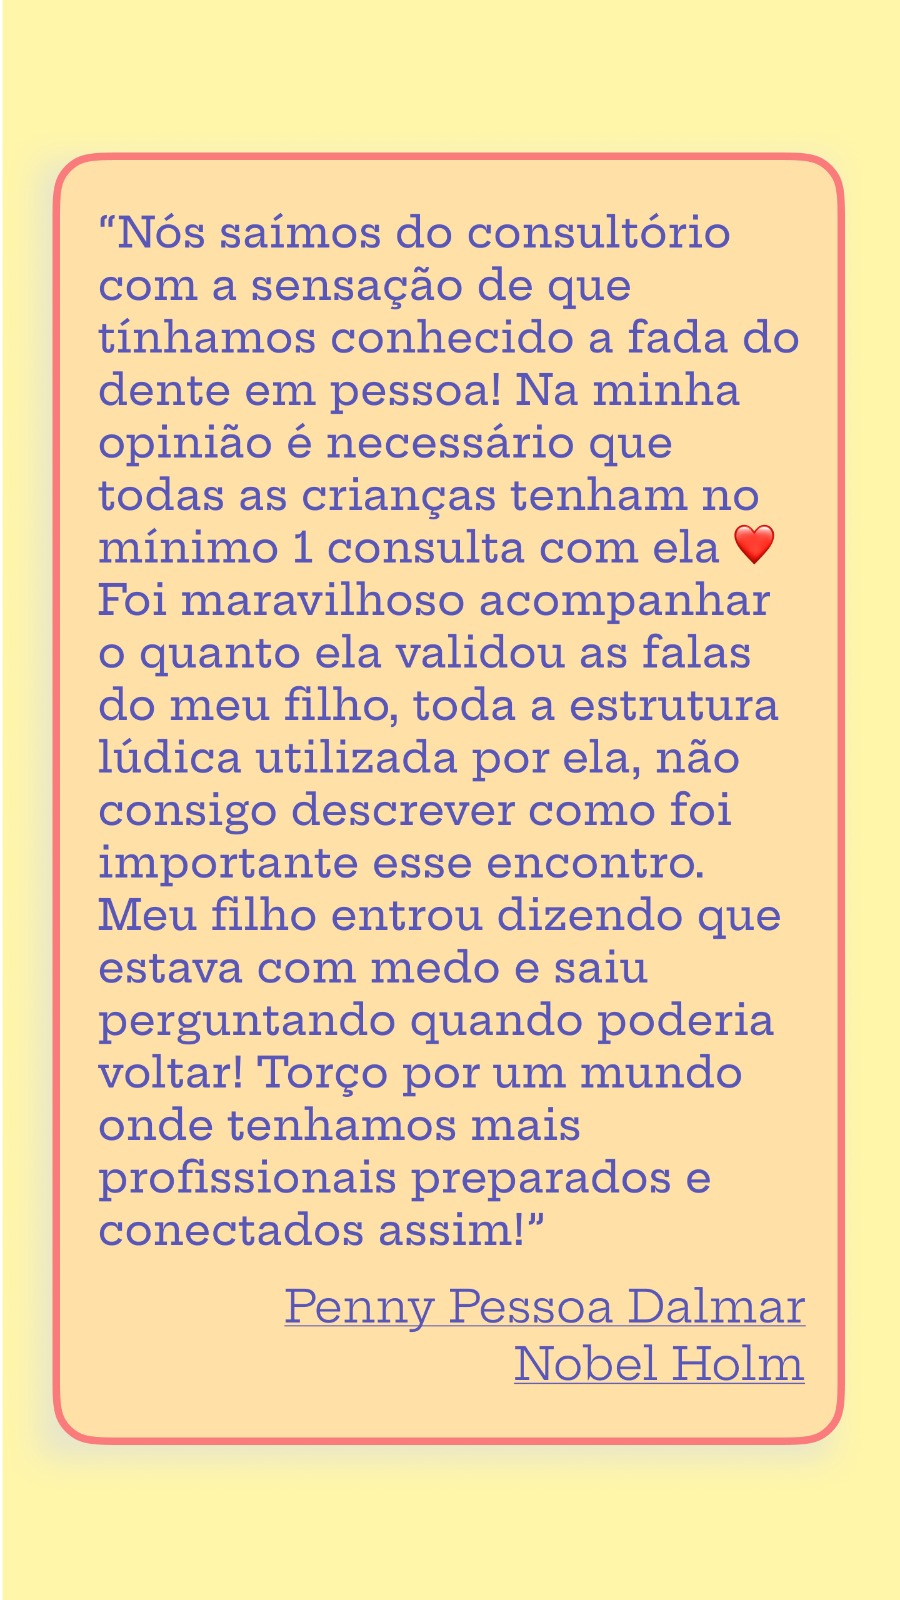 “Nós saímos do consultório
com a sensação de que
tínhamos conhecido a fada do
dente em pessoa! Na minha
opinião é necessário que
todas as crianças tenham no
mínimo 1 consulta com ela ❤️
Foi maravilhoso acompanhar
o quanto ela validou as falas
do meu filho, toda a estrutura
lúdica utilizada por ela, não
consigo descrever como foi
importante esse encontro.
Meu filho entrou dizendo que
estava com medo e saiu
perguntando quando poderia
voltar! Torço por um mundo
onde tenhamos mais
profissionais preparados e
conectados assim!”
Penny Pessoa Dalmar
Nobel Holm